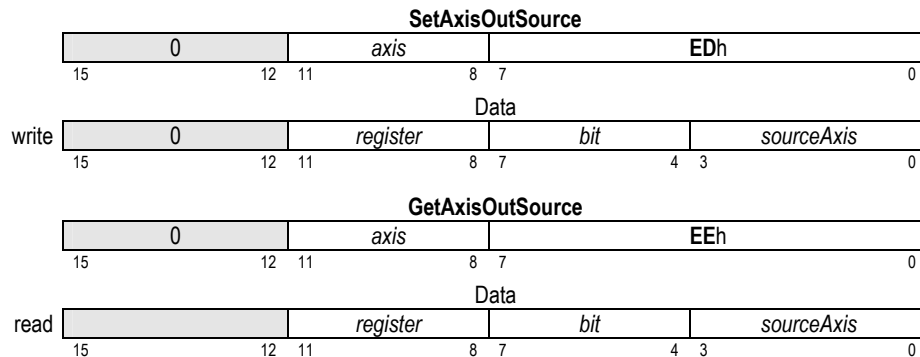 SetAxisOutSource
0 axis EDh
15 12 11 8 7 0
Data
write 0 register bit sourceAxis
15 12 11 8 7 4 3 0
GetAxisOutSource
0 axis EEh
15 12 11 8 7 0
Data
read register bit sourceAxis
15 12 11 8 7 4 3 0